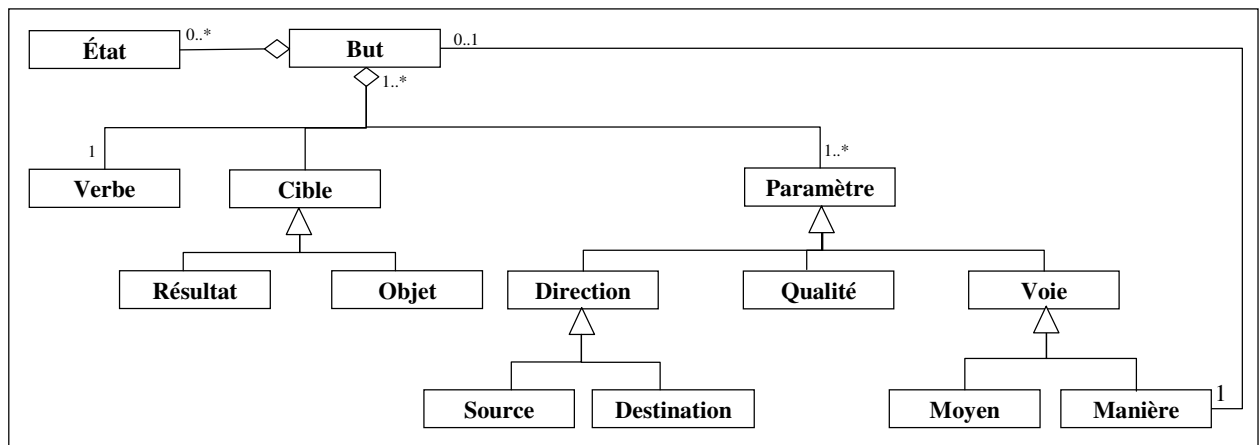 État
0..*
But
0..1
1..*
1
1..*
Verbe
Cible
Paramètre
Résultat
Objet
Direction
Qualité
Voie
Source
Destination
Moyen
Manière
1